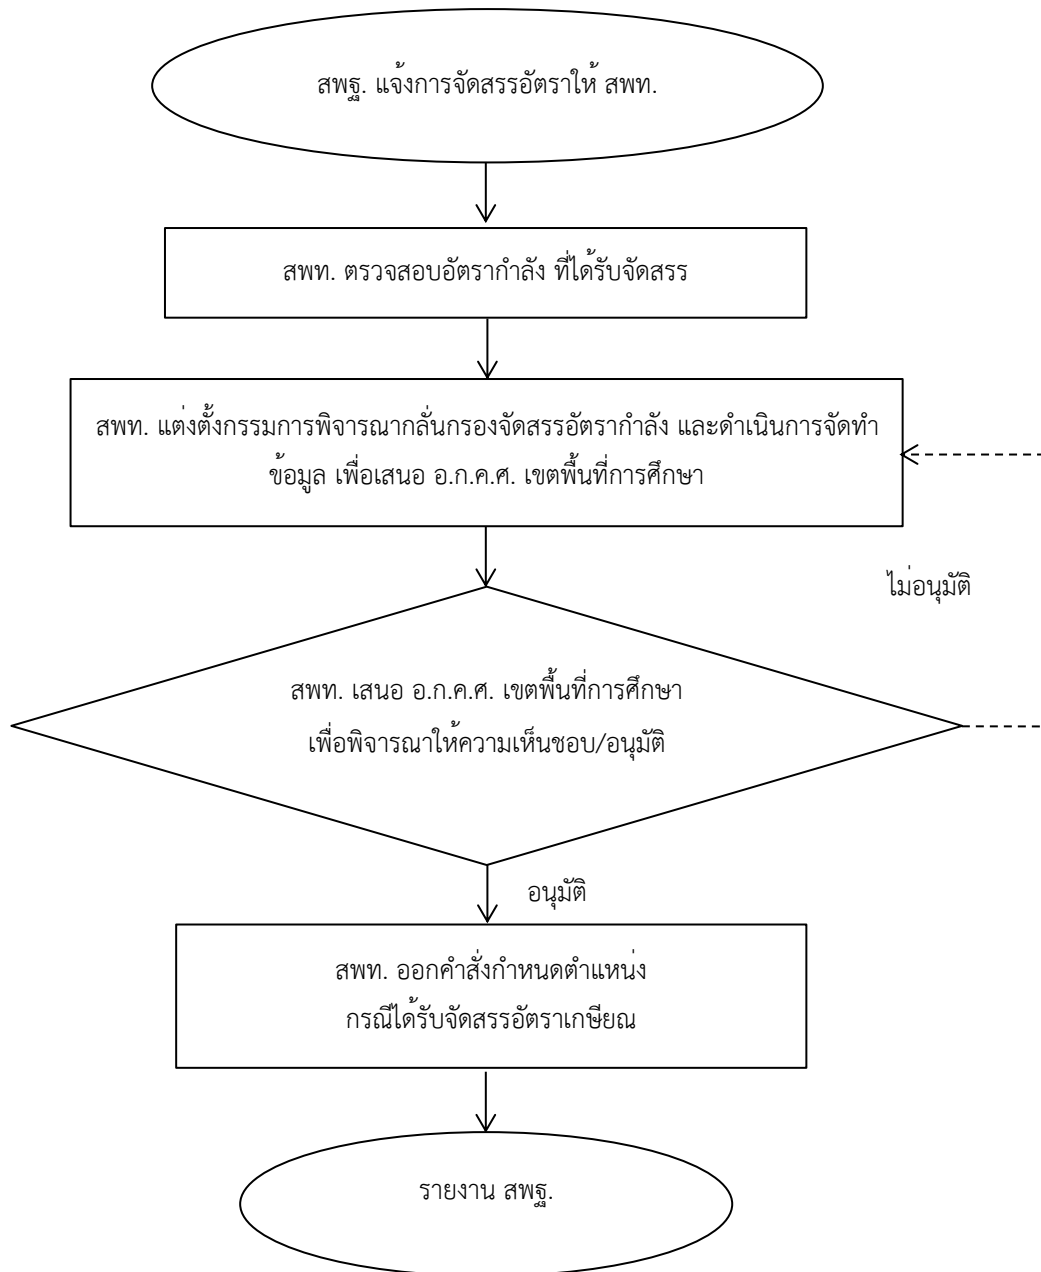 สพฐ. แจ้งการจัดสรรอัตราให้ สพท.
สพท. ตรวจสอบอัตรากำลัง ที่ได้รับจัดสรร
สพท. แต่งตั้งกรรมการพิจารณากลั่นกรองจัดสรรอัตรากำลัง และดำเนินการจัดทำ
ข้อมูล เพื่อเสนอ อ.ก.ค.ศ. เขตพื้นที่การศึกษา
ไม่อนุมัติ
สพท. เสนอ อ.ก.ค.ศ. เขตพื้นที่การศึกษา
เพื่อพิจารณาให้ความเห็นชอบ/อนุมัติ
อนุมัติ
สพท. ออกคำสั่งกำหนดตำแหน่ง
กรณีได้รับจัดสรรอัตราเกษียณ
รายงาน สพฐ.